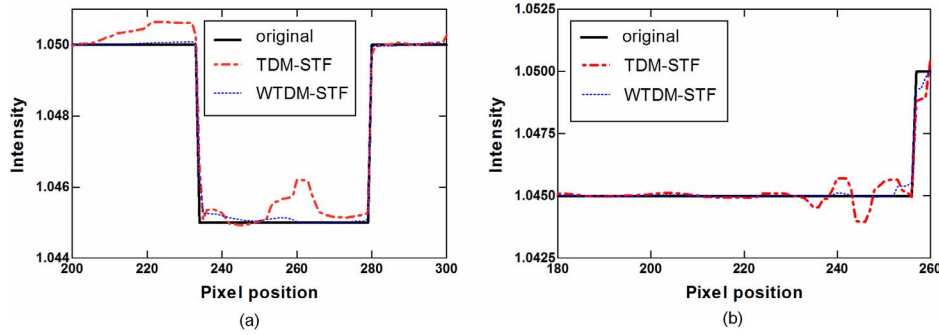 1.050
1.048
1.046
1.044
200
220
240
260
280
300
Intensity
Pixel position
original
TDM-STF
WTDM-STF
(a)
1.0525
1.0500
1.0475
1.0450
1.0425
180
200
220
240
260
Intensity
Pixel position
original
TDM-STF
WTDM-STF
(b)